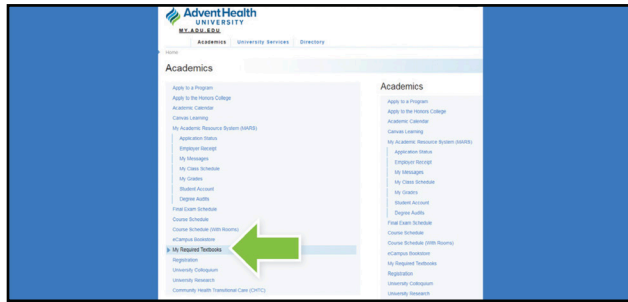 AdventHealth
UNIVERSITY
MY.ADU.EDU
Academics University Services Directory
Home
Academics
Apply to a Program
Apply to the Honors College
Academic Calendar
Canvas Learning
My Academic Resource System (MARS)
Application Status
Employer Receipt
My Messages
My Class Schedule
My Grades
Student Account
Degree Audits
Final Exam Schedule
Course Schedule
Course Schedule (With Rooms)
eCampus Bookstore
My Required Textbooks
Registration
University Colloquium
University Research
Community Health Transitional Care (CHTC)
Academics
Apply to a Program
Apply to the Honors College
Academic Calendar
Canvas Learning
My Academic Resource System (MARS)
Application Status
Employer Receipt
My Messages
My Class Schedule
My Grades
Student Account
Degree Audits
Final Exam Schedule
Course Schedule
Course Schedule (With Rooms)
eCampus Bookstore
My Required Textbooks
Registration
University Colloquium
University Research